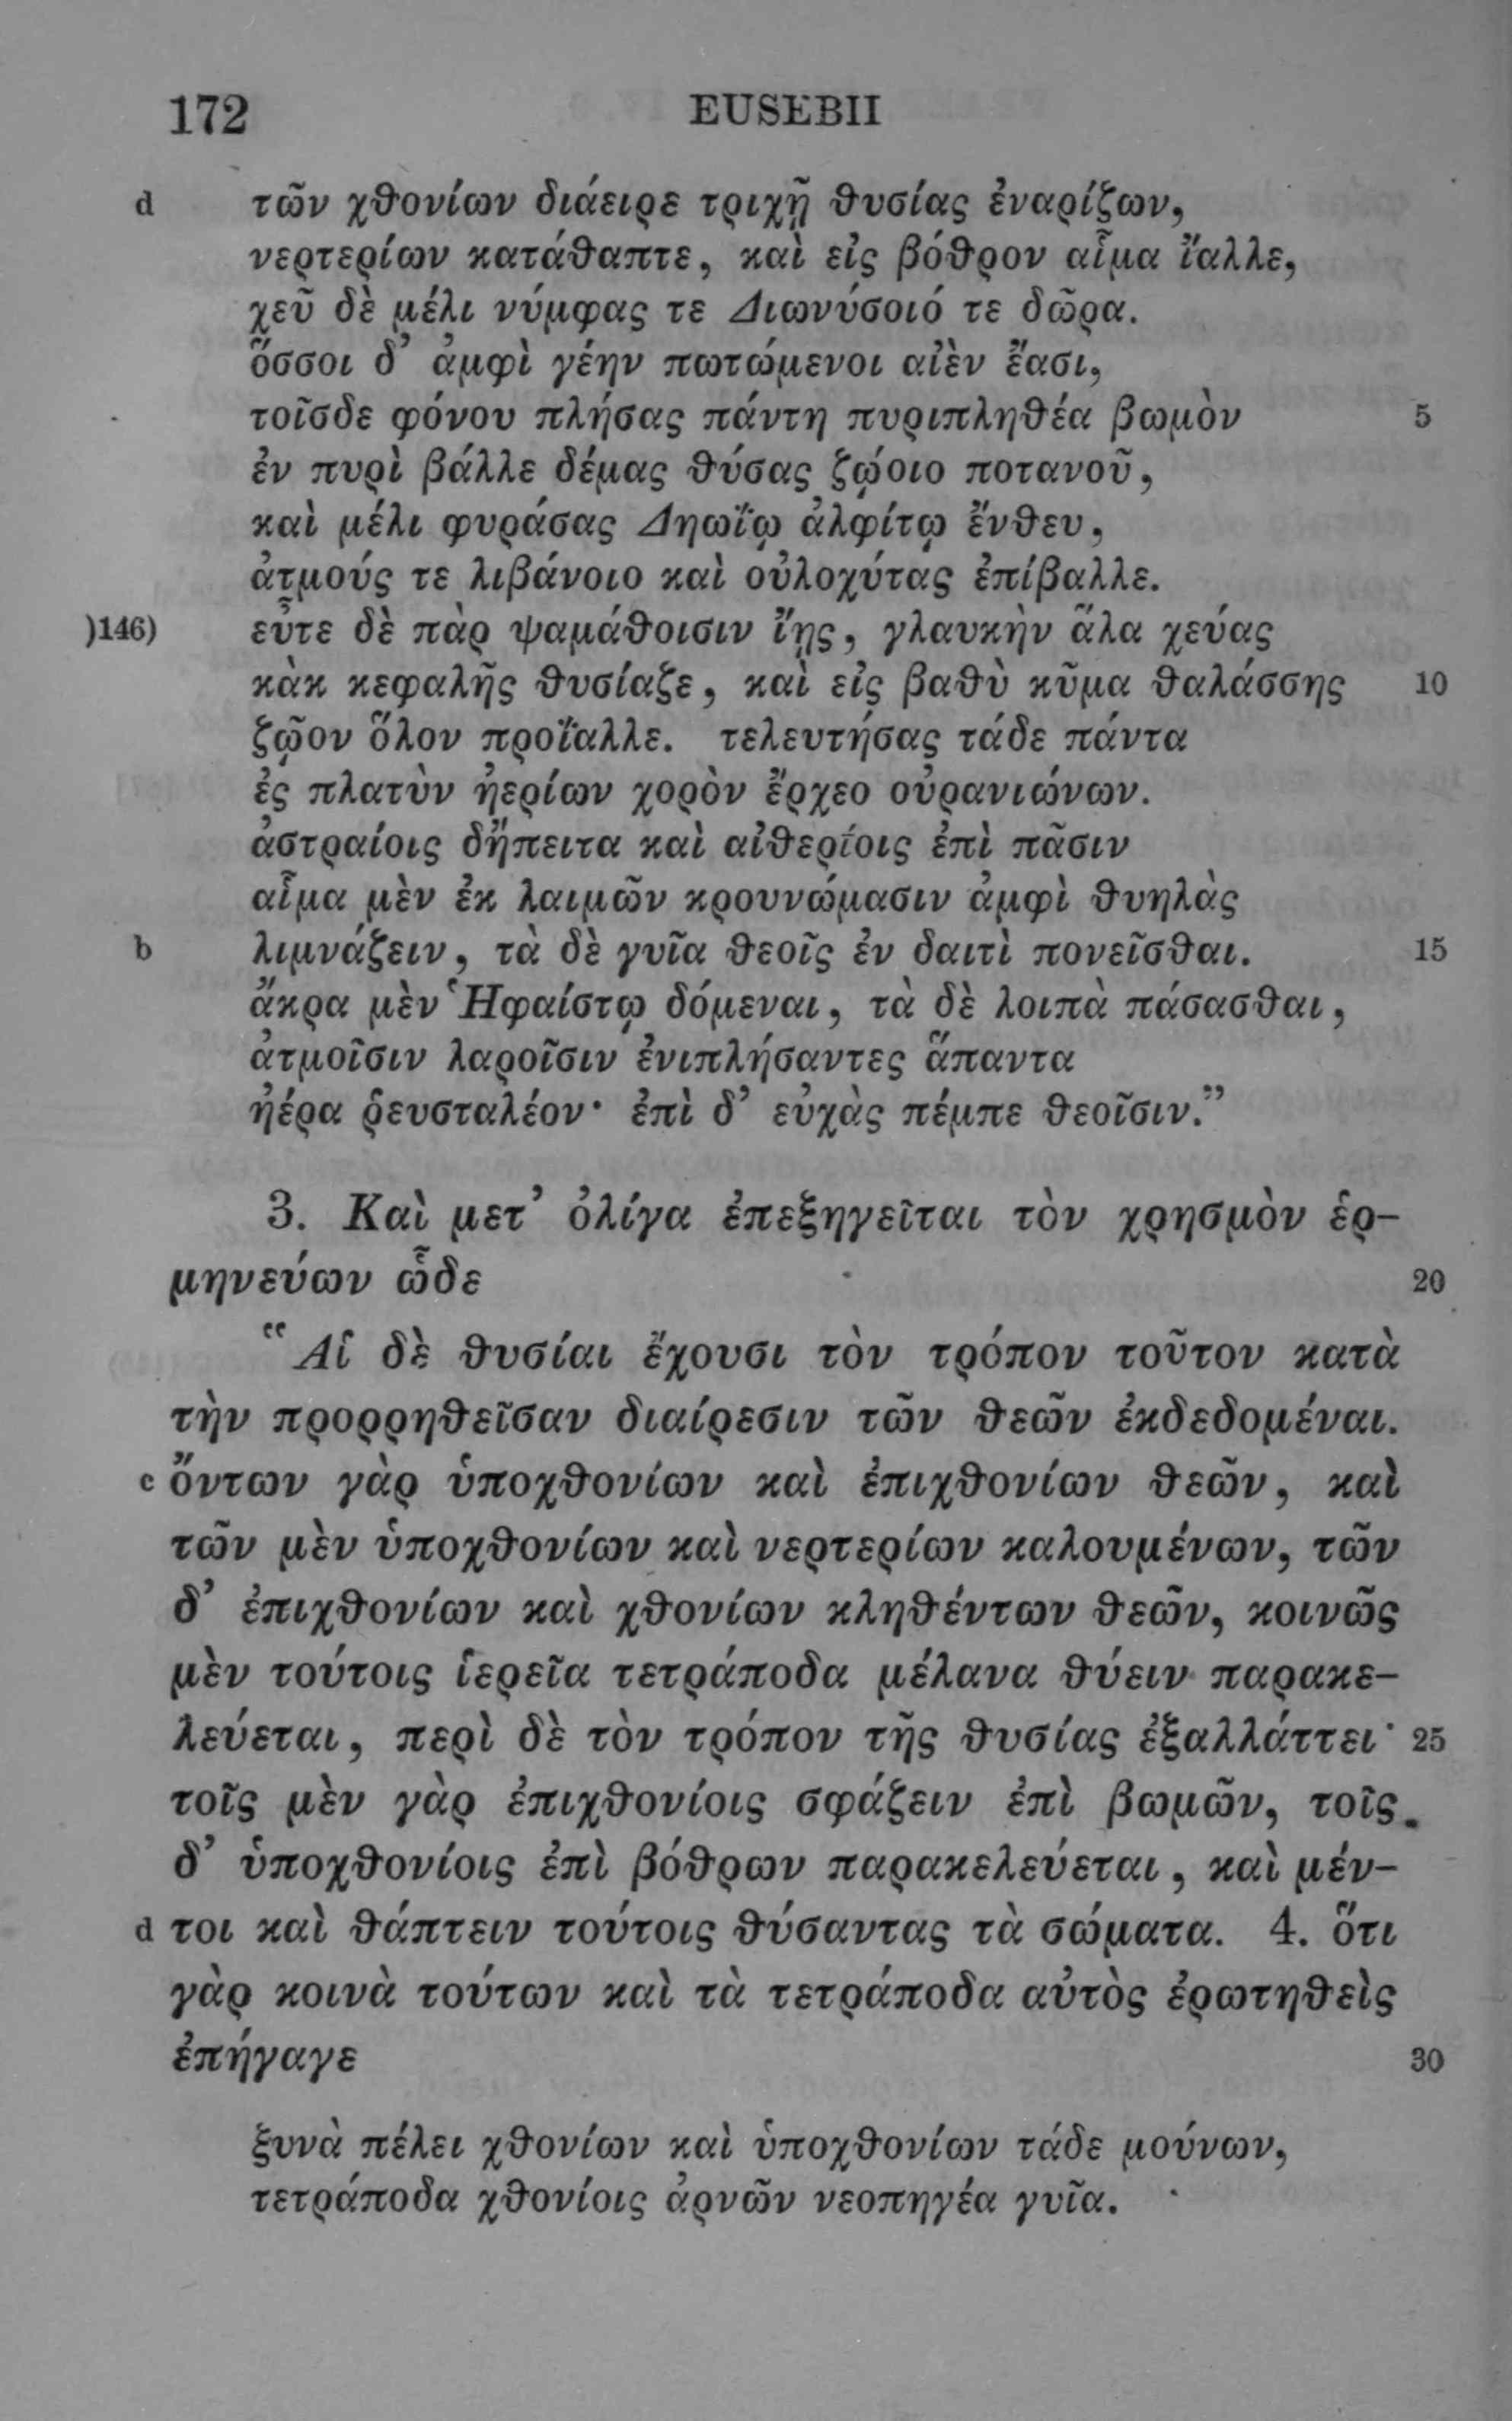 172 EUSEBII
d τῶν χθονίων διάειρε τριχῇ θυσίας ἐναρίζων,
νερτερίων κατάθαπτε, καὶ εἰς βόθρον αἷμα ἴαλλε,
χεῦ δὲ μέλι νύμφας τε Διωνύσοιό τε δῶρα.
ὅσσοι δ’ ἀμφὶ γέην πωτώμενοι αἰὲν ἔασι,
τοῖσδε φόνου πλήσας πάντη πυριπληθέα βωμὸν 5
ἐν πυρὶ βάλλε δέμας θύσας ζῴοιο ποτανοῦ,
καὶ μέλι φυράσας Δηωΐῳ ἀλφίτῳ ἔνθευ,
ἀτμούς τε λιβάνοιο καὶ οὐλοχύτας ἐπίβαλλε.
)146) εὖτε δὲ πὰρ ψαμάθοισιν ἴῃς, γλαυκὴν ἅλα χεύας
κὰκ κεφαλῆς θυσίαζε, καὶ εἰς βαθὺ κῦμα θαλάσσης 10
ζῷον ὅλον προΐαλλε. τελευτήσας τάδε πάντα
ἐς πλατὺν ἠερίων χορὸν ἔρχεο οὐρανιώνων.
ἀστραίοις δἤπειτα καὶ αἰθερίοις ἐπὶ πᾶσιν
αἷμα μὲν ἐκ λαιμῶν κρουνώμασιν ἀμφὶ θυηλὰς
b λιμνάζειν, τὰ δὲ γυῖα θεοῖς ἐν δαιτὶ πονεῖσθαι. 15
ἄκρα μὲν Ἡφαίστῳ δόμεναι, τὰ δὲ λοιπὰ πάσασθαι,
ἀτμοῖσιν λαροῖσιν ἐνιπλήσαντες ἅπαντα
ἠέρα ῥευσταλέον· ἐπὶ δ’ εὐχὰς πέμπε θεοῖσιν.”
3. Καὶ μετ’ ὀλίγα ἐπεξηγεῖται τὸν χρησμὸν ἑρ-
μηνεύων ὧδε 20
“Αἱ δὲ θυσίαι ἔχουσι τὸν τρόπον τοῦτον κατὰ
τὴν προρρηθεῖσαν διαίρεσιν τῶν θεῶν ἐκδεδομέναι.
c ὄντων γὰρ ὑποχθονίων καὶ ἐπιχθονίων θεῶν, καὶ
τῶν μὲν ὑποχθονίων καὶ νερτερίων καλουμένων, τῶν
δ’ ἐπιχθονίων καὶ χθονίων κληθέντων θεῶν, κοινῶς
μὲν τούτοις ἱερεῖα τετράποδα μέλανα θύειν παρακε-
λεύεται, περὶ δὲ τὸν τρόπον τῆς θυσίας ἐξαλλάττει· 25
τοῖς μὲν γὰρ ἐπιχθονίοις σφάζειν ἐπὶ βωμῶν, τοῖς
δ’ ὑποχθονίοις ἐπὶ βόθρων παρακελεύεται, καὶ μέν-
d τοι καὶ θάπτειν τούτοις θύσαντας τὰ σώματα. 4. ὅτι
γὰρ κοινὰ τούτων καὶ τὰ τετράποδα αὐτὸς ἐρωτηθεὶς
ἐπήγαγε 30
ξυνὰ πέλει χθονίων καὶ ὑποχθονίων τάδε μούνων,
τετράποδα χθονίοις ἀρνῶν νεοπηγέα γυῖα.